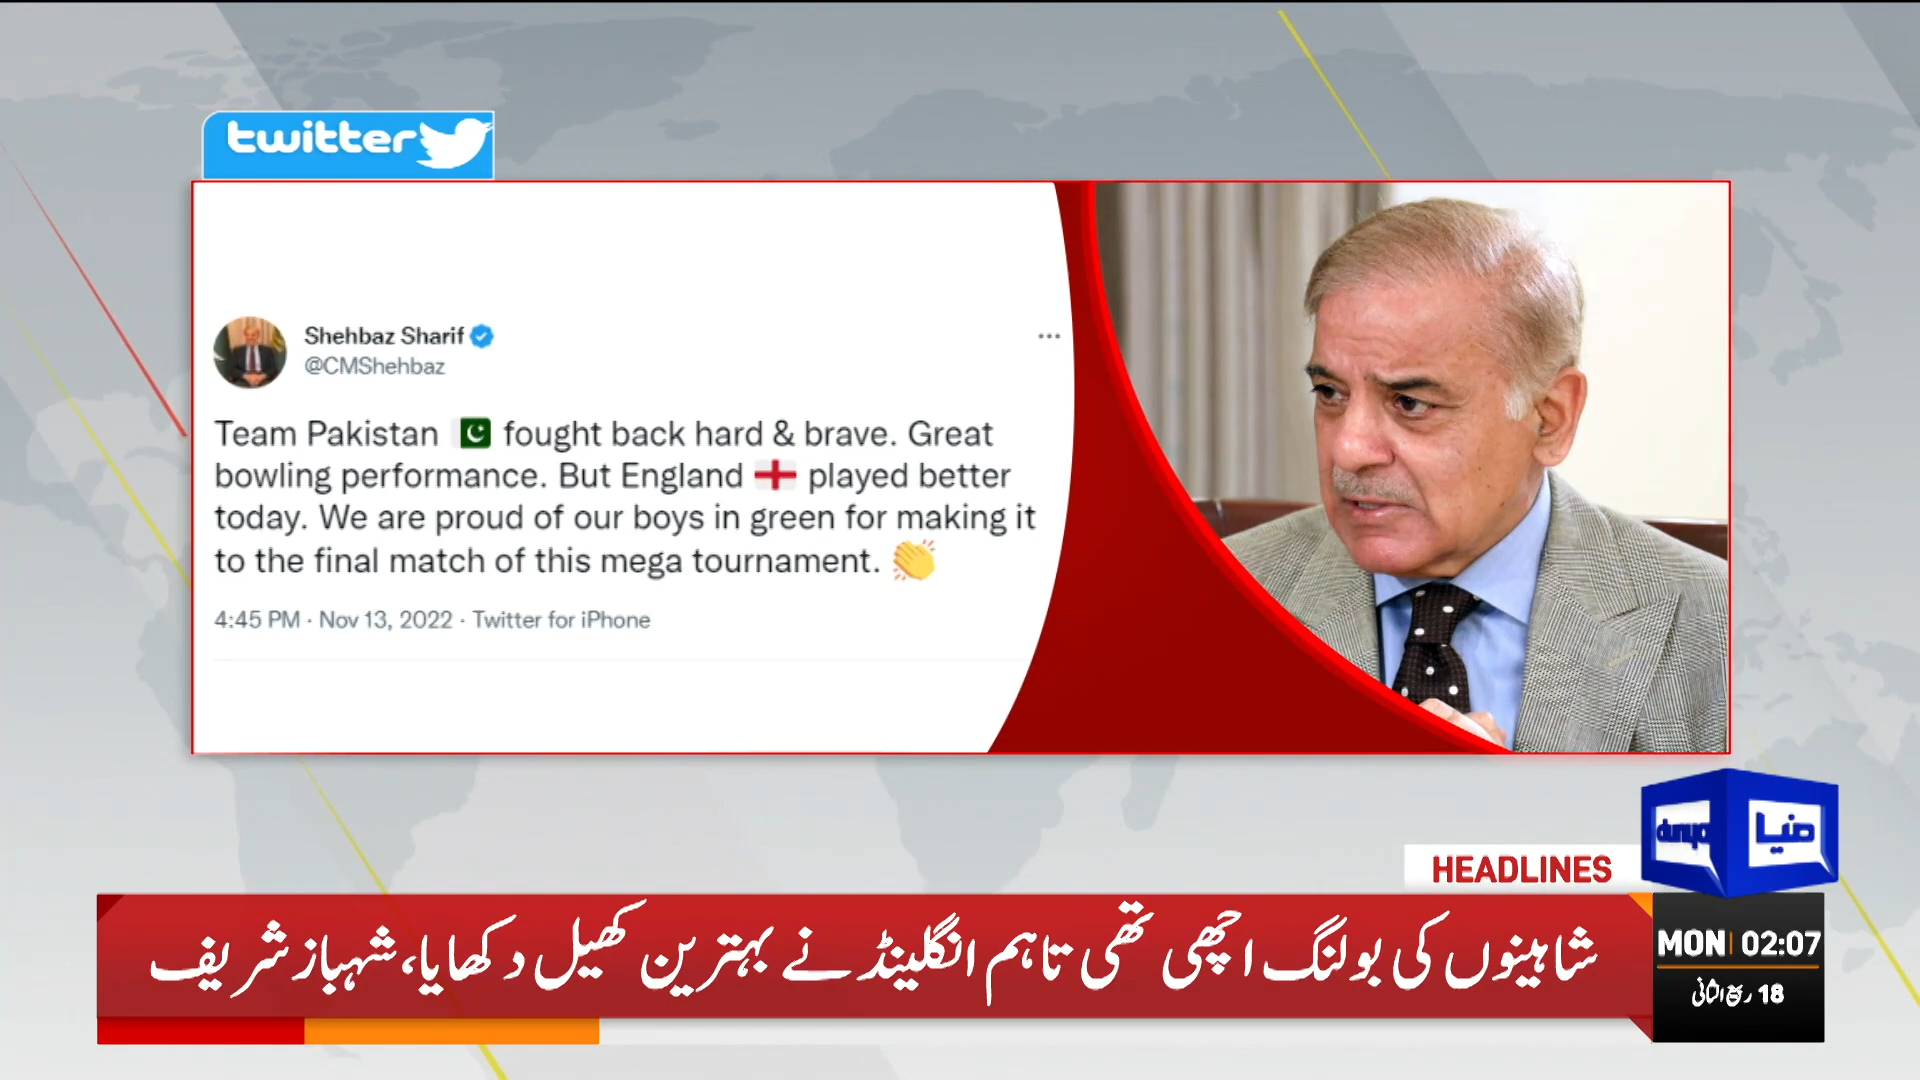 twitter
Shehbaz Sharif
@CMShehbaz
Team Pakistan 🇵🇰 fought back hard & brave. Great
bowling performance. But England 🏴󠁧󠁢󠁥󠁮󠁧󠁿 played better
today. We are proud of our boys in green for making it
to the final match of this mega tournament. 👏
4:45 PM · Nov 13, 2022 · Twitter for iPhone
dunya
دنیا
HEADLINES
شاہینوں کی بولنگ اچھی تھی تاہم انگلینڈ نے بہترین کھیل دکھایا، شہباز شریف
MON 02:07
18 ربیع الثانی